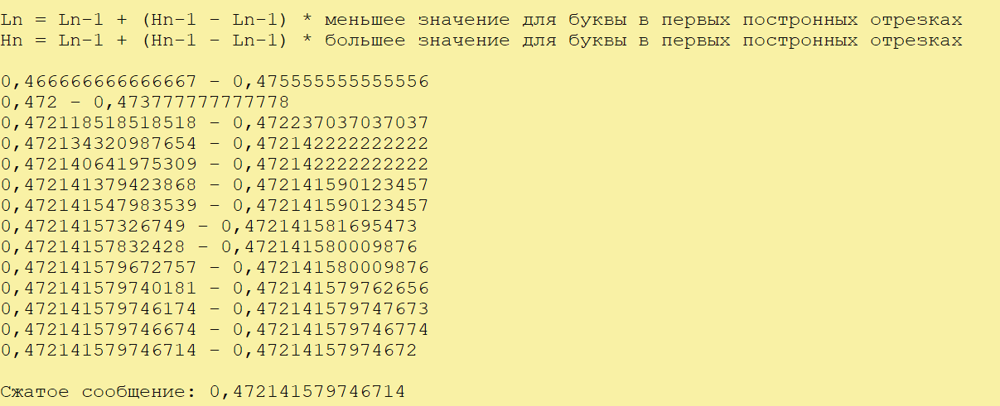 Ln = Ln-1 + (Hn-1 - Ln-1) * меньшее значение для буквы в первых постронных отрезках
Hn = Ln-1 + (Hn-1 - Ln-1) * большее значение для буквы в первых постронных отрезках
0,466666666666667 - 0,475555555555556
0,472 - 0,473777777777778
0,472118518518518 - 0,472237037037037
0,472134320987654 - 0,472142222222222
0,472140641975309 - 0,472142222222222
0,472141379423868 - 0,472141590123457
0,472141547983539 - 0,472141590123457
0,47214157326749 - 0,472141581695473
0,47214157832428 - 0,472141580009876
0,472141579672757 - 0,472141580009876
0,472141579740181 - 0,472141579762656
0,472141579746174 - 0,472141579747673
0,472141579746674 - 0,472141579746774
0,472141579746714 - 0,47214157974672
Сжатое сообщение: 0,472141579746714